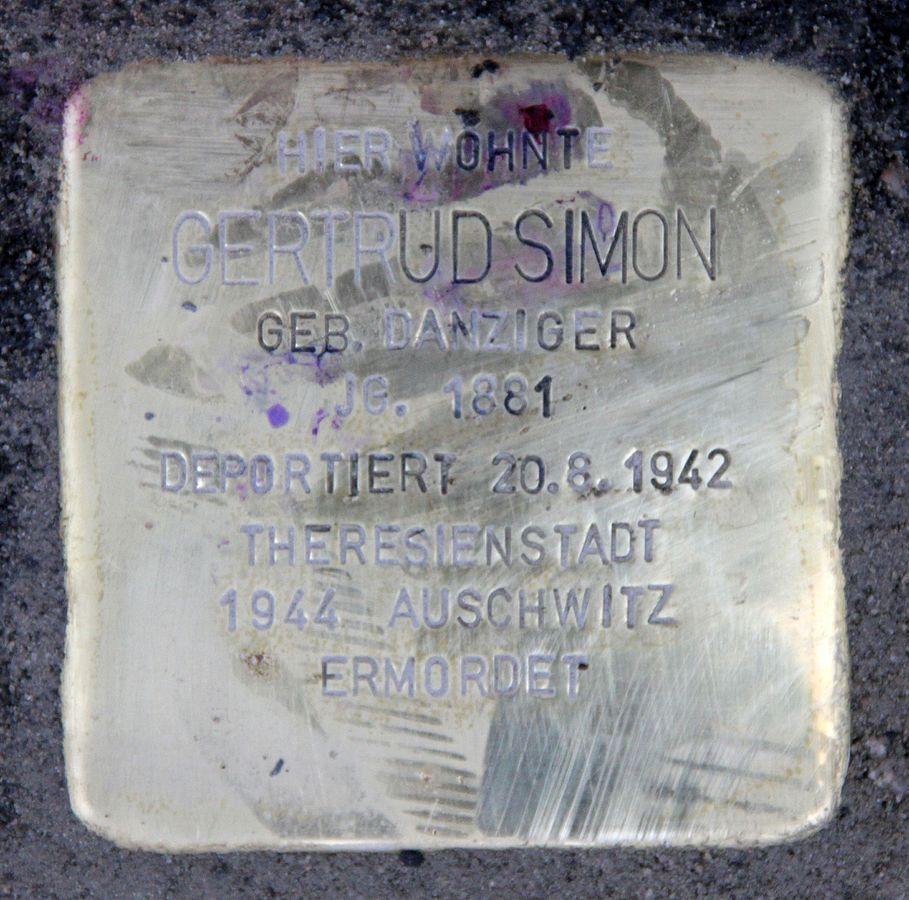 HIER WOHNTE
GERTRUD SIMON
GEB. DANZIGER
JG. 1881
DEPORTIERT 20.8.1942
THERESIENSTADT
1944 AUSCHWITZ
ERMORDET